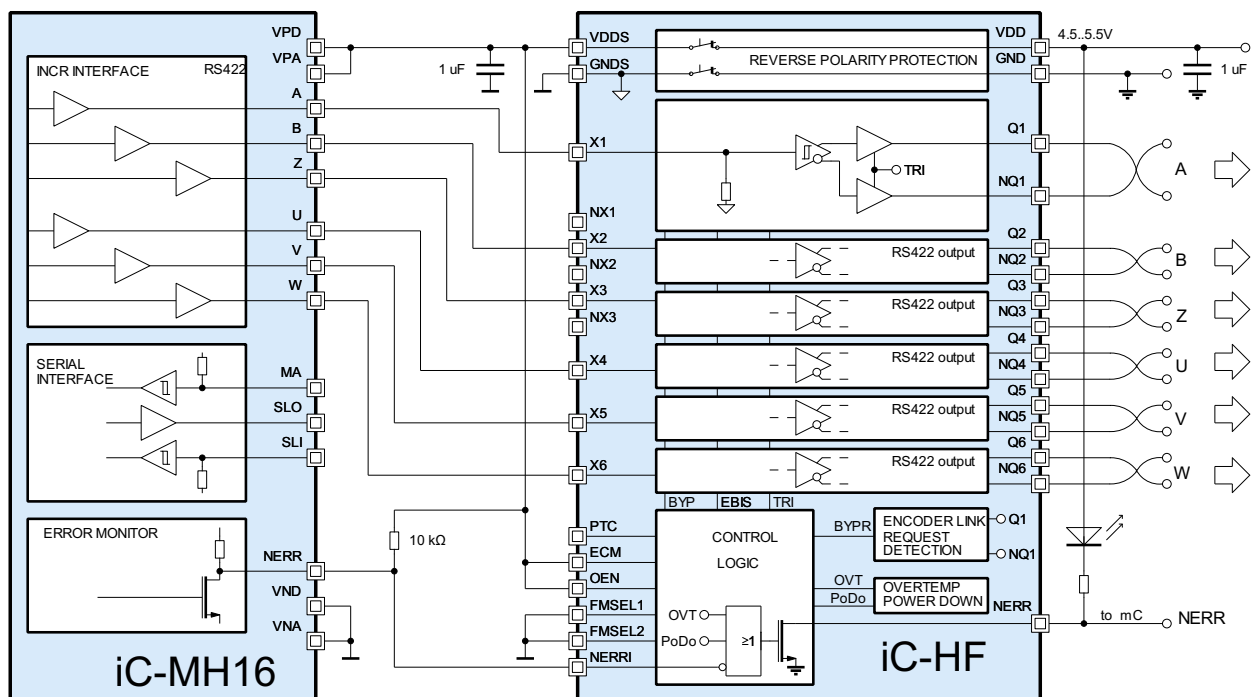 VPD
VPA
INCR INTERFACE
RS422
A
B
Z
U
V
W
SERIAL
INTERFACE
MA
SLO
SLI
ERROR MONITOR
NERR
VND
VNA
iC-MH16
1 uF
10 kΩ
VDDS
GNDS
X1
NX1
X2
NX2
X3
NX3
X4
X5
X6
PTC
ECM
OEN
FMSEL1
FMSEL2
NERRI
REVERSE POLARITY PROTECTION
TRI
RS422 output
RS422 output
RS422 output
RS422 output
RS422 output
BYP
EBIS
TRI
CONTROL
LOGIC
OVT
PoDo
≥1
BYPR
ENCODER LINK
REQUEST
DETECTION
Q1
NQ1
OVT
PoDo
OVERTEMP
POWER DOWN
iC-HF
VDD
GND
Q1
NQ1
Q2
NQ2
Q3
NQ3
Q4
NQ4
Q5
NQ5
Q6
NQ6
NERR
4.5..5.5V
1 uF
A
B
Z
U
V
W
to mC
NERR